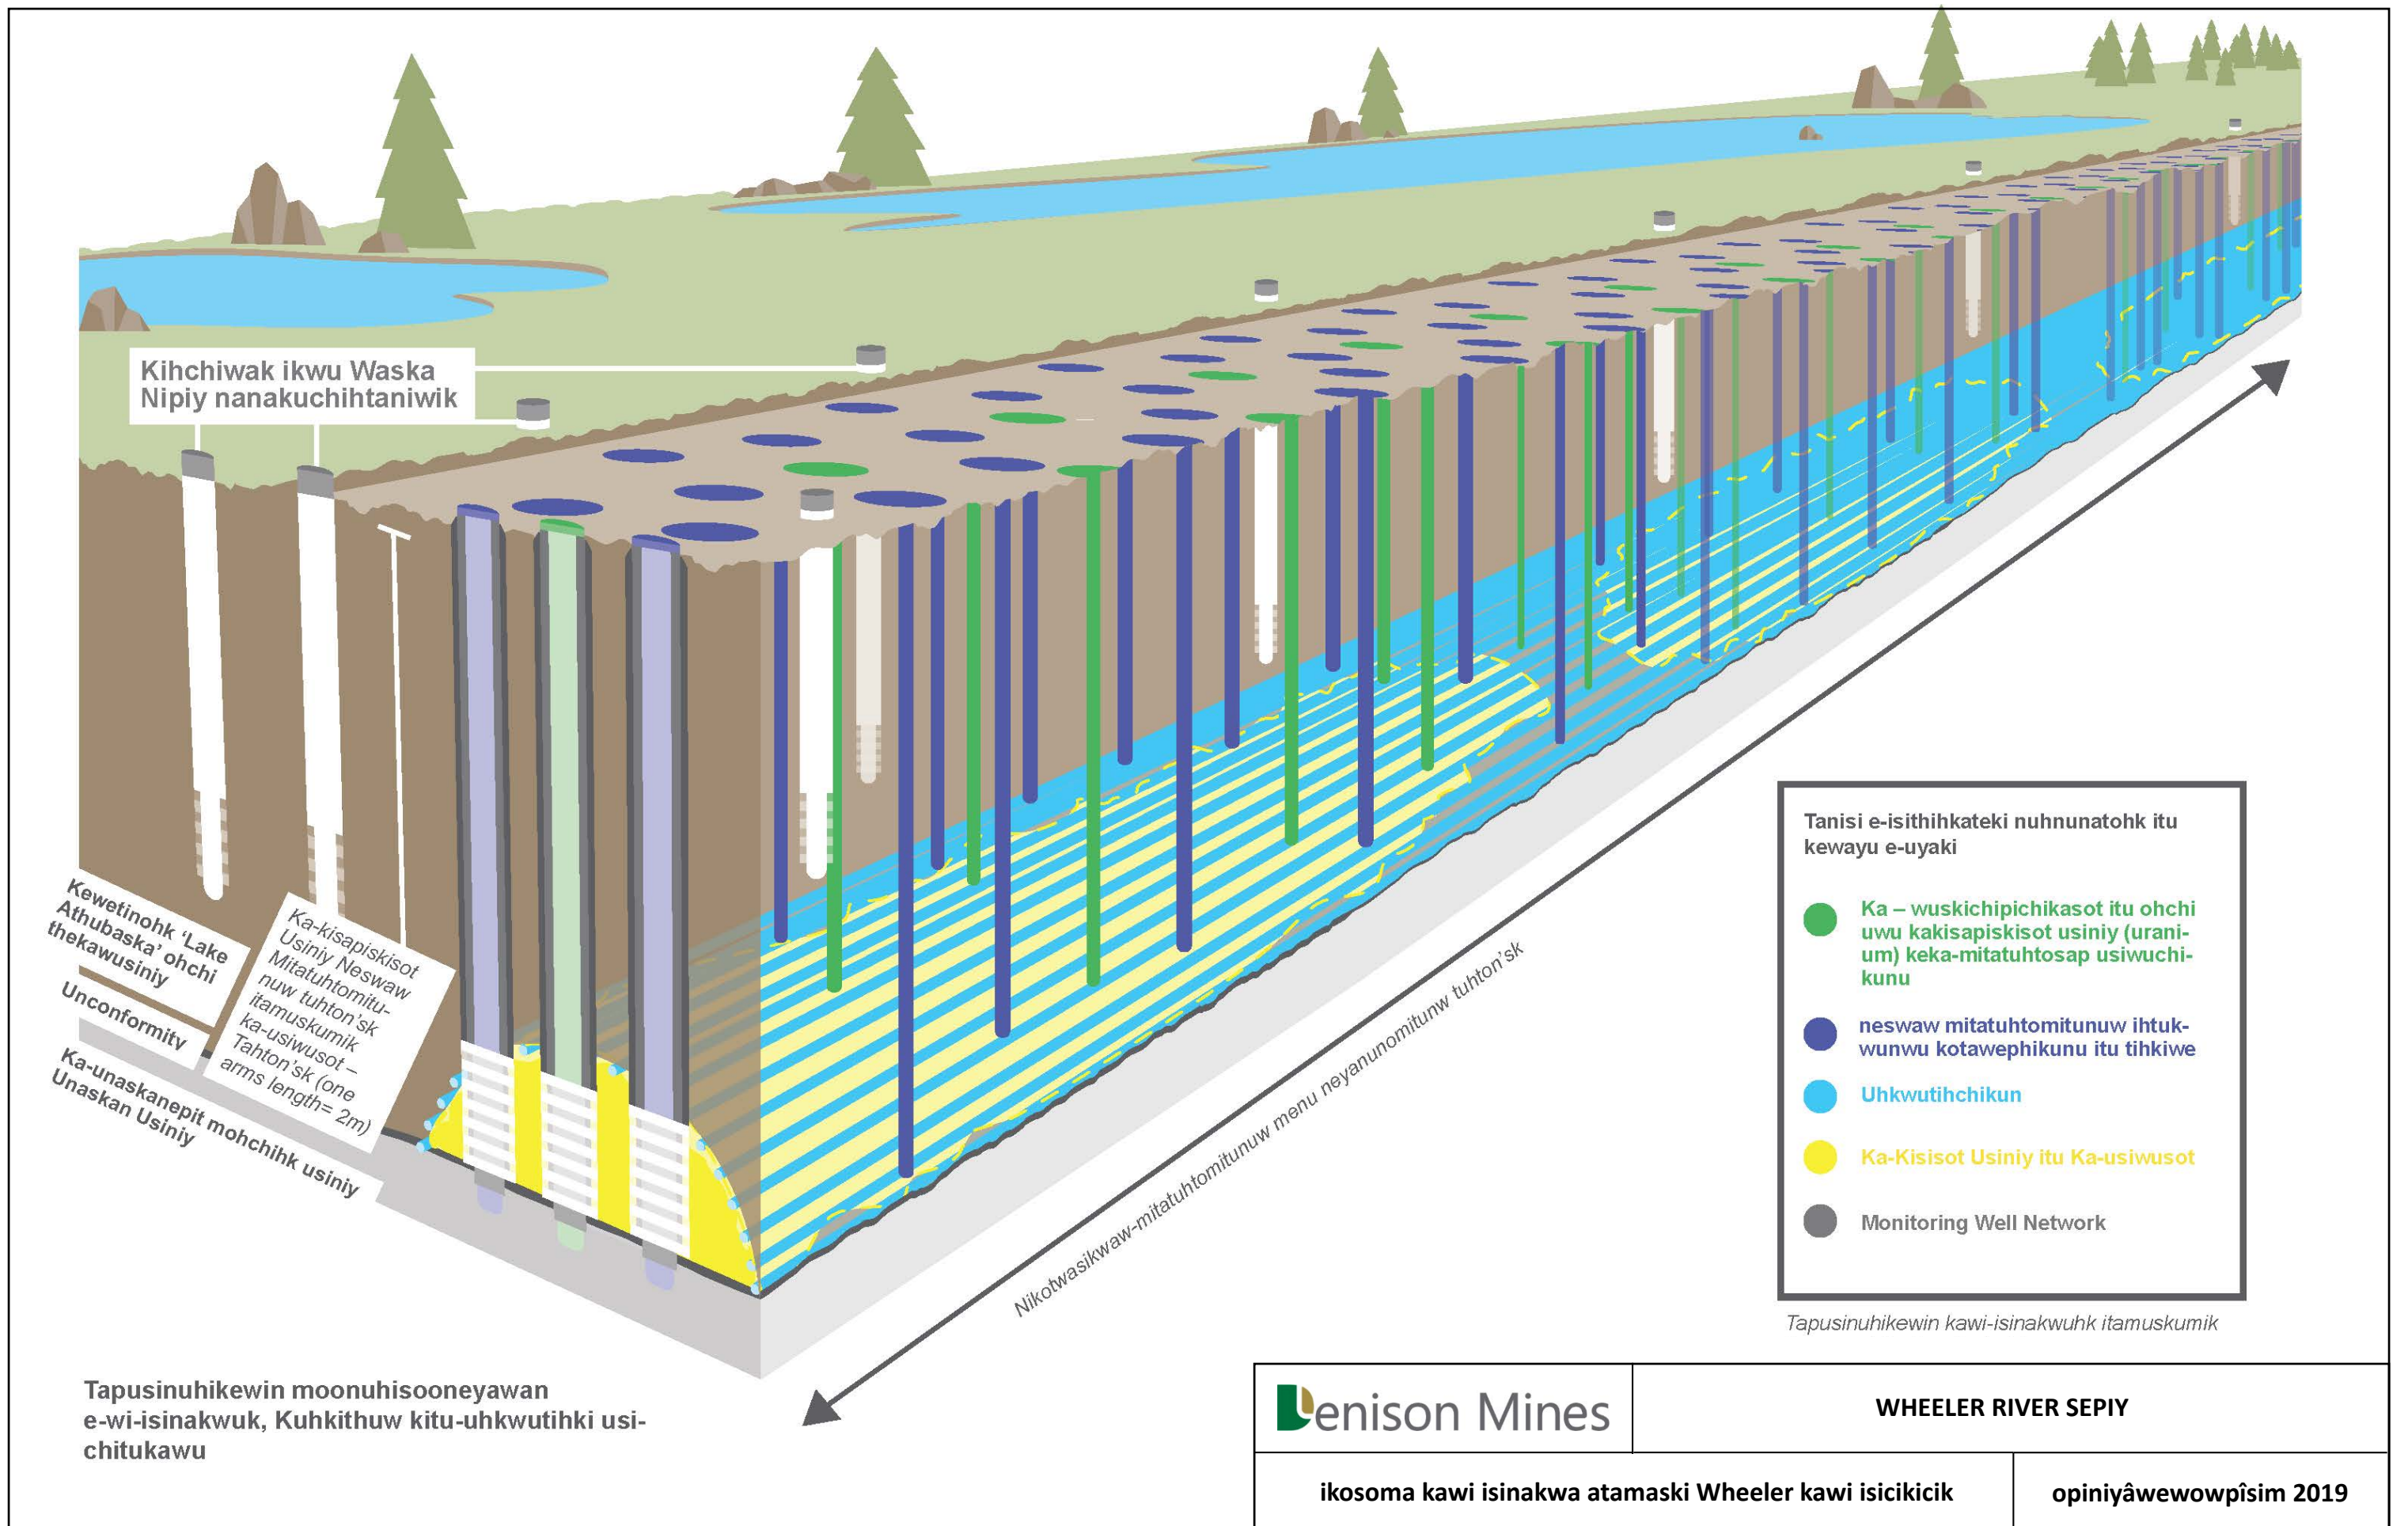 Kihchiwak ikwu Waska
Nipiy nanakuchihtaniwik
Kewetinohk ‘Lake
Athubaska’ ohchi
thekawusiniy
Unconformity
Ka-unaskanepit mohchihk usiniy
Unaskan Usiniy
Ka-kisapiskisot
Usiniy Neswaw
Mitatuhtomitu-
nuw tuhton’sk
itamuskumik
ka-usiwusot –
Tahton’sk (one
arms length= 2m)
Nikotwasikwaw-mitatuhtomitunuw menu neyanunomitunw tuhton’sk
Tanisi e-isithihkateki nuhnunatohk itu
kewayu e-uyaki
Ka – wuskichipichikasot itu ohchi
uwu kakisapiskisot usiniy (urani-
um) keka-mitatuhtosap usiwuchi-
kunu
neswaw mitatuhtomitunuw ihtuk-
wunwu kotawephikunu itu tihkiwe
Uhkwutihchikun
Ka-Kisisot Usiniy itu Ka-usiwusot
Monitoring Well Network
Tapusinuhikewin kawi-isinakwuhk itamuskumik
Tapusinuhikewin moonuhisooneyawan
e-wi-isinakwuk, Kuhkithuw kitu-uhkwutihki usi-
chitukawu
Denison Mines
WHEELER RIVER SEPIY
ikosoma kawi isinakwa atamaski Wheeler kawi isicikicik
opiniyâwewowpîsim 2019